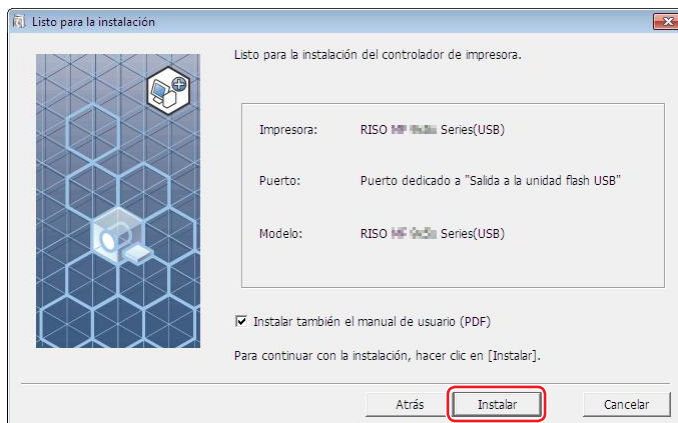 Listo para la instalación
Listo para la instalación del controlador de impresora.
Impresora: RISO Series(USB)
Puerto: Puerto dedicado a "Salida a la unidad flash USB"
Modelo: RISO Series(USB)
Instalar también el manual de usuario (PDF)
Para continuar con la instalación, hacer clic en [Instalar].
Atrás Instalar Cancelar